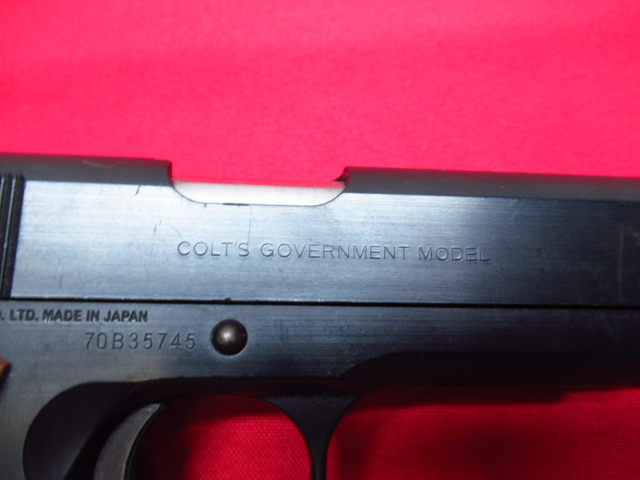 COLT'S GOVERNMENT MODEL
LTD. MADE IN JAPAN
70B35745